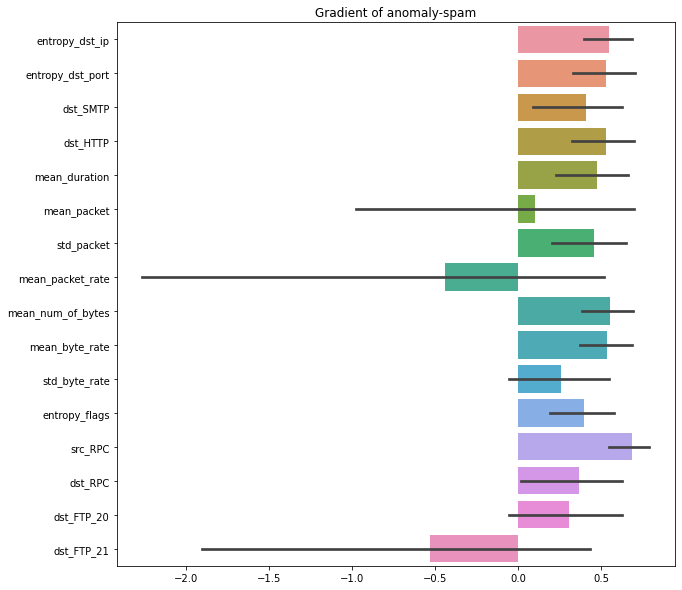 Gradient of anomaly-spam
entropy_dst_ip
entropy_dst_port
dst_SMTP
dst_HTTP
mean_duration
mean_packet
std_packet
mean_packet_rate
mean_num_of_bytes
mean_byte_rate
std_byte_rate
entropy_flags
src_RPC
dst_RPC
dst_FTP_20
dst_FTP_21
−2.0 −1.5 −1.0 −0.5 0.0 0.5